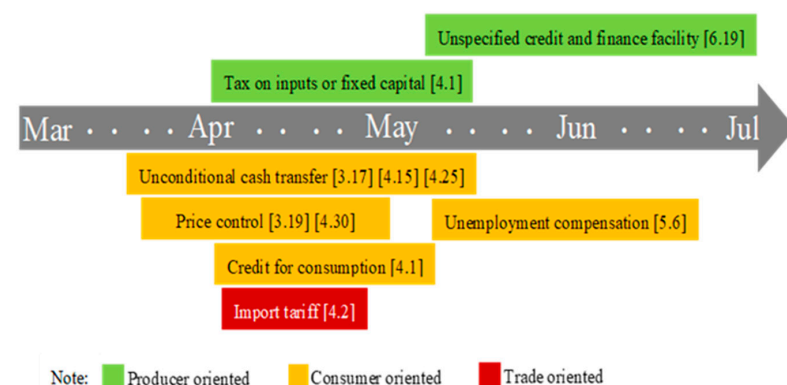 Unspecified credit and finance facility [6.19]
Tax on inputs or fixed capital [4.1]
Mar · · · · Apr · · · · May · · · · Jun · · · · Jul
Unconditional cash transfer [3.17] [4.15] [4.25]
Price control [3.19] [4.30]
Unemployment compensation [5.6]
Credit for consumption [4.1]
Import tariff [4.2]
Note: Producer oriented Consumer oriented Trade oriented